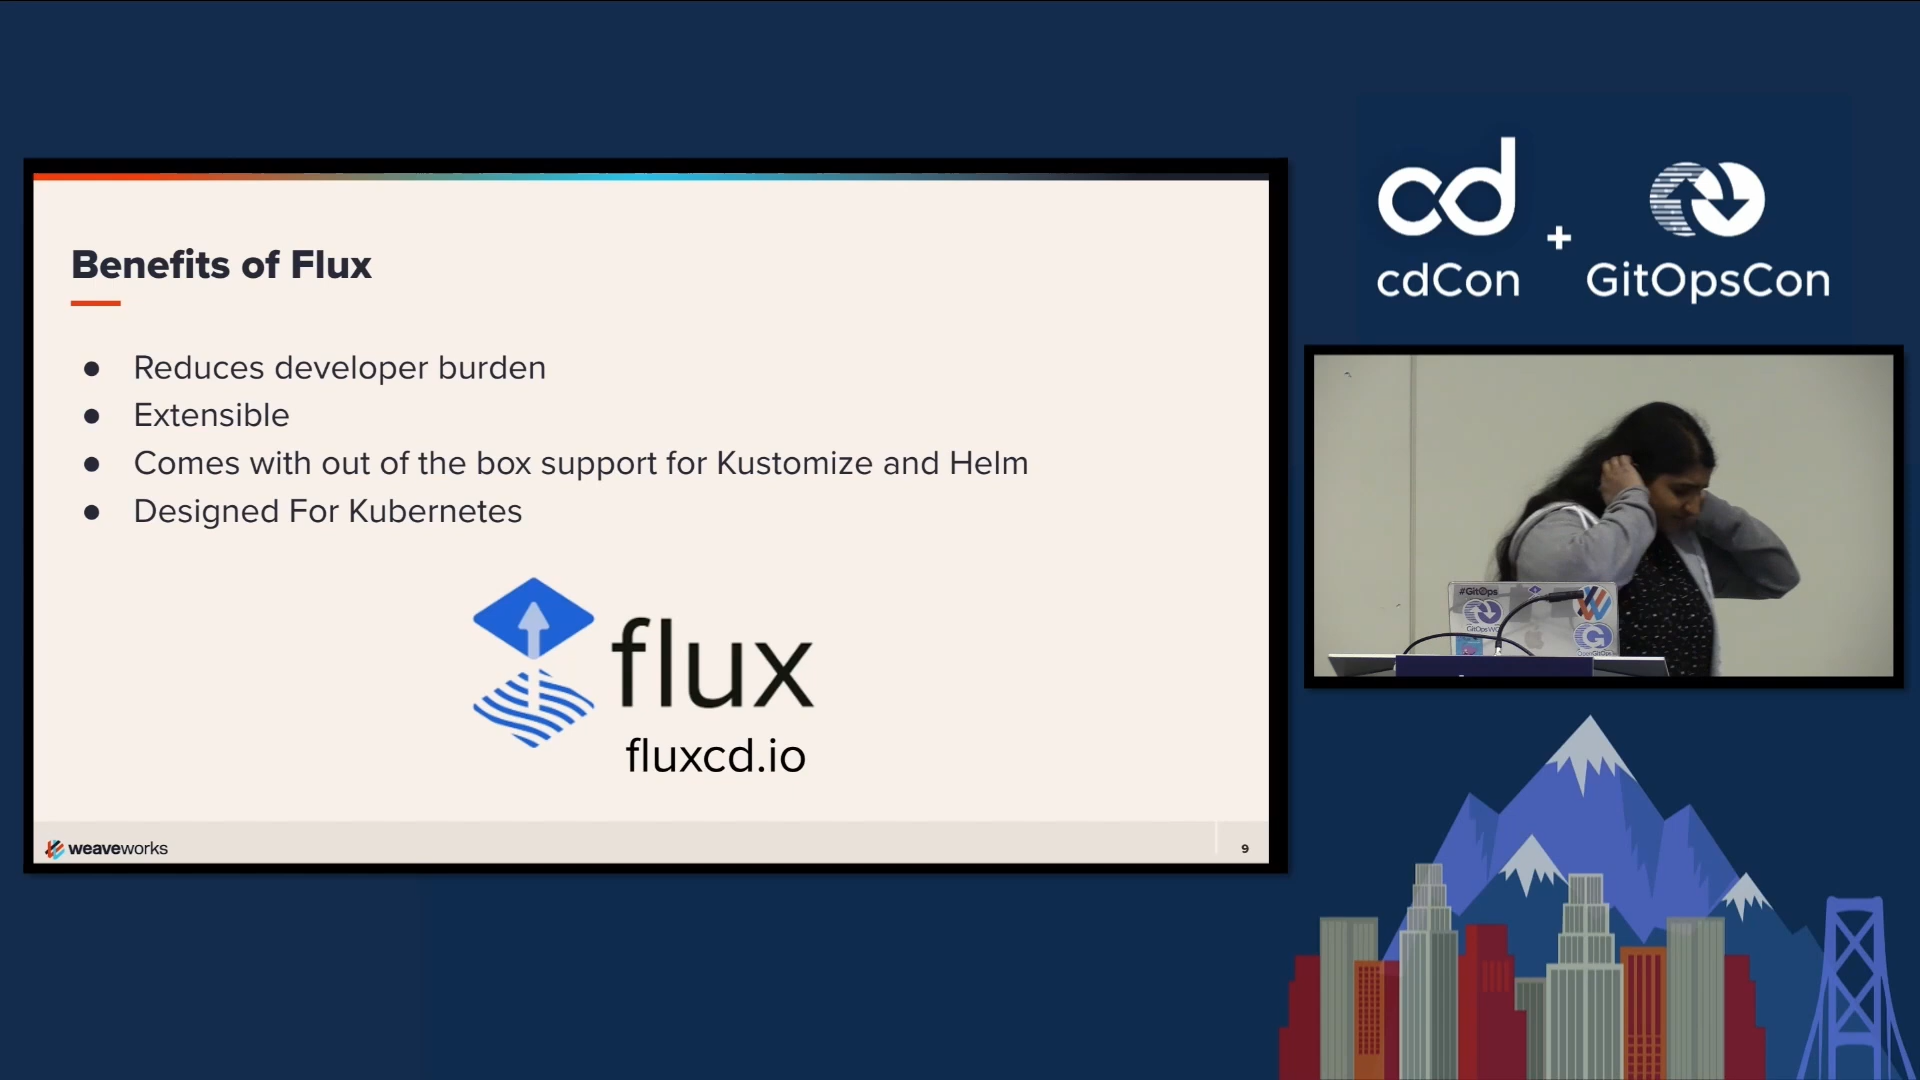 Benefits of Flux
● Reduces developer burden
● Extensible
● Comes with out of the box support for Kustomize and Helm
● Designed For Kubernetes
flux
fluxcd.io
weaveworks
9
cd
+
cdCon
GitOpsCon
#GitOps